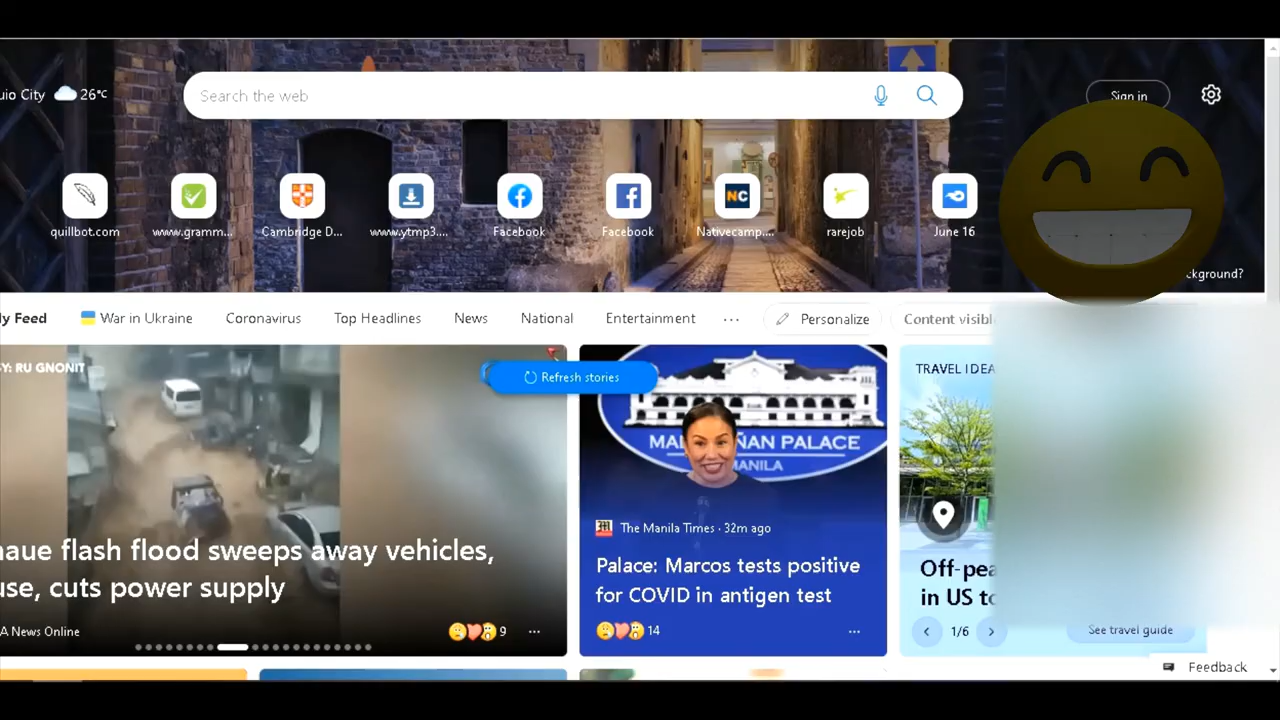 uio City
26°C
Search the web
Sign in
quillbot.com
www.gramm...
Cambridge D...
www.ytmp3....
Facebook
Facebook
Nativecamp....
rarejob
June 16
ckground?
ly Feed
War in Ukraine
Coronavirus
Top Headlines
News
National
Entertainment
...
Personalize
Content visibl
SY: RU GNONIT
Refresh stories
aue flash flood sweeps away vehicles,
use, cuts power supply
A News Online
9
...
PALACE
MANILA
The Manila Times · 32m ago
Palace: Marcos tests positive
for COVID in antigen test
14
...
TRAVEL IDEA
Off-pea
in US to
1/6
See travel guide
Feedback